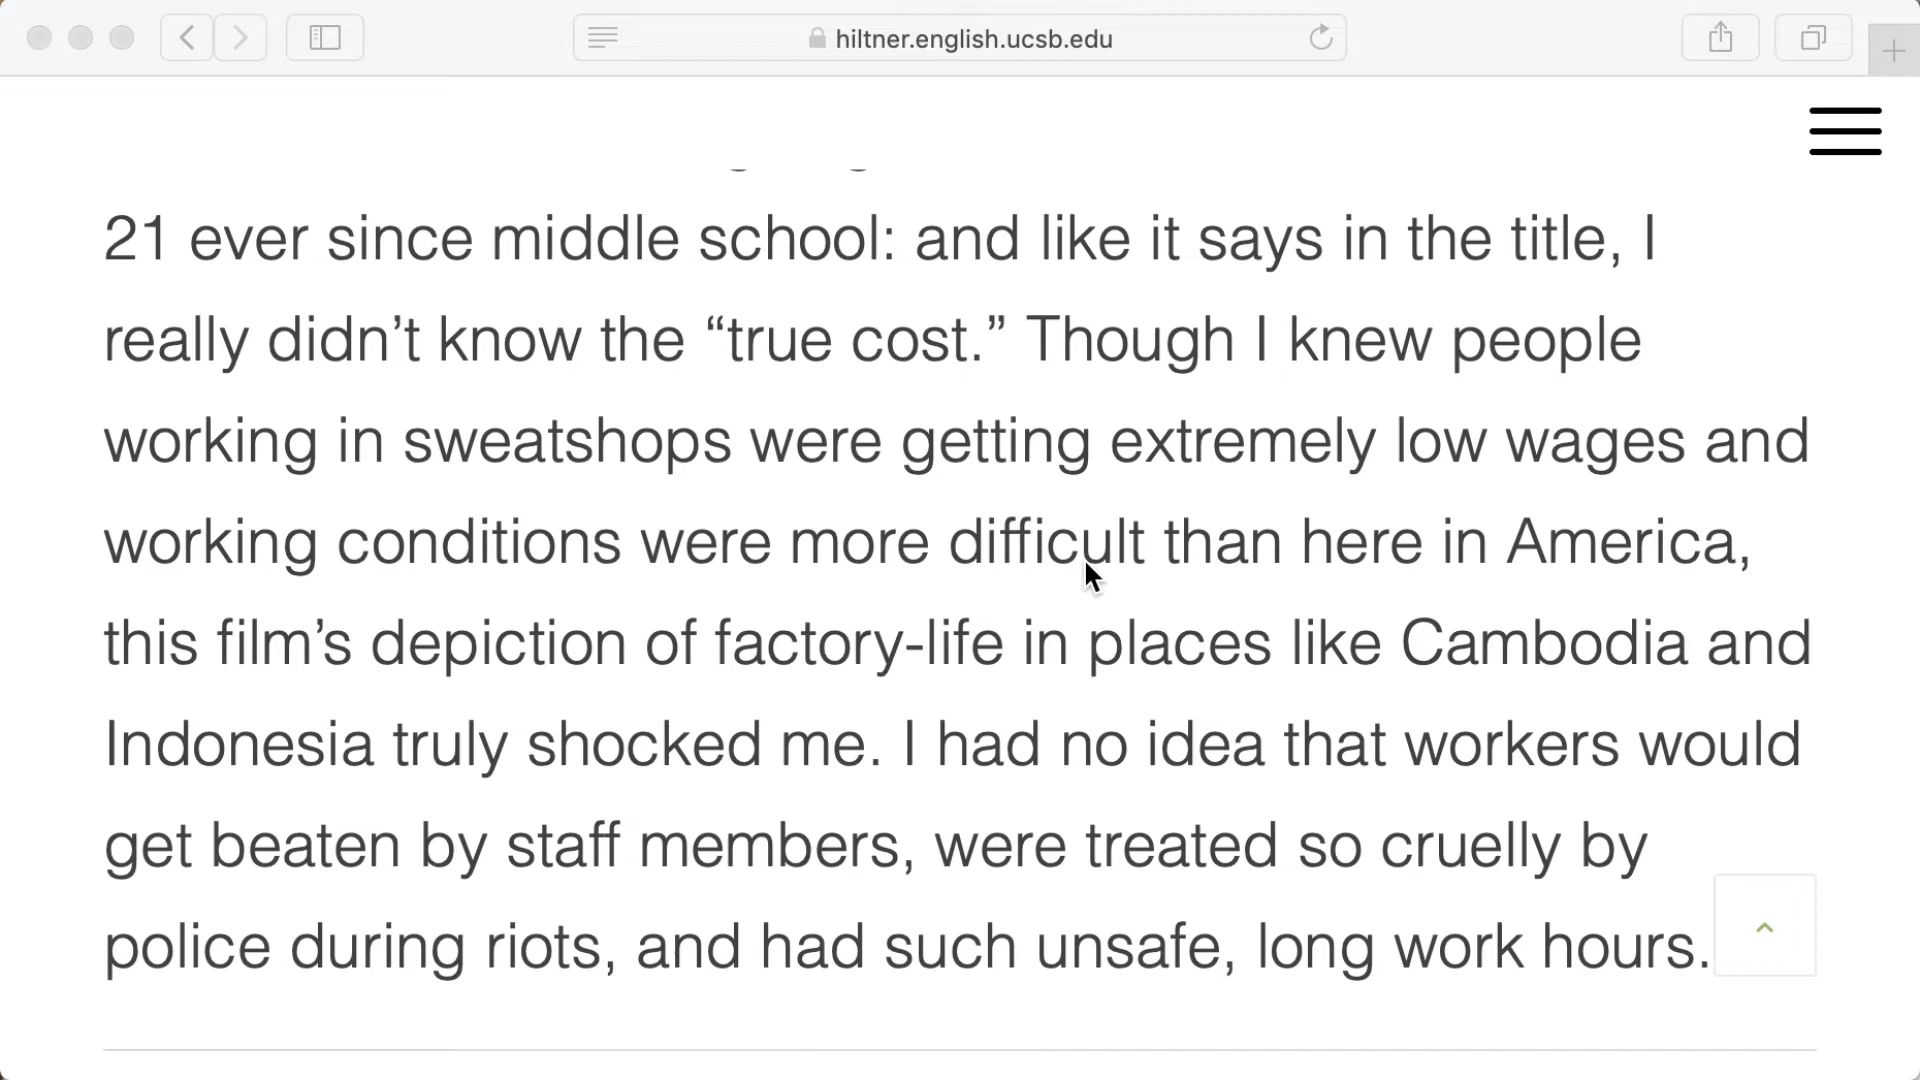 hiltner.english.ucsb.edu
21 ever since middle school: and like it says in the title, I
really didn’t know the “true cost.” Though I knew people
working in sweatshops were getting extremely low wages and
working conditions were more difficult than here in America,
this film’s depiction of factory-life in places like Cambodia and
Indonesia truly shocked me. I had no idea that workers would
get beaten by staff members, were treated so cruelly by
police during riots, and had such unsafe, long work hours.